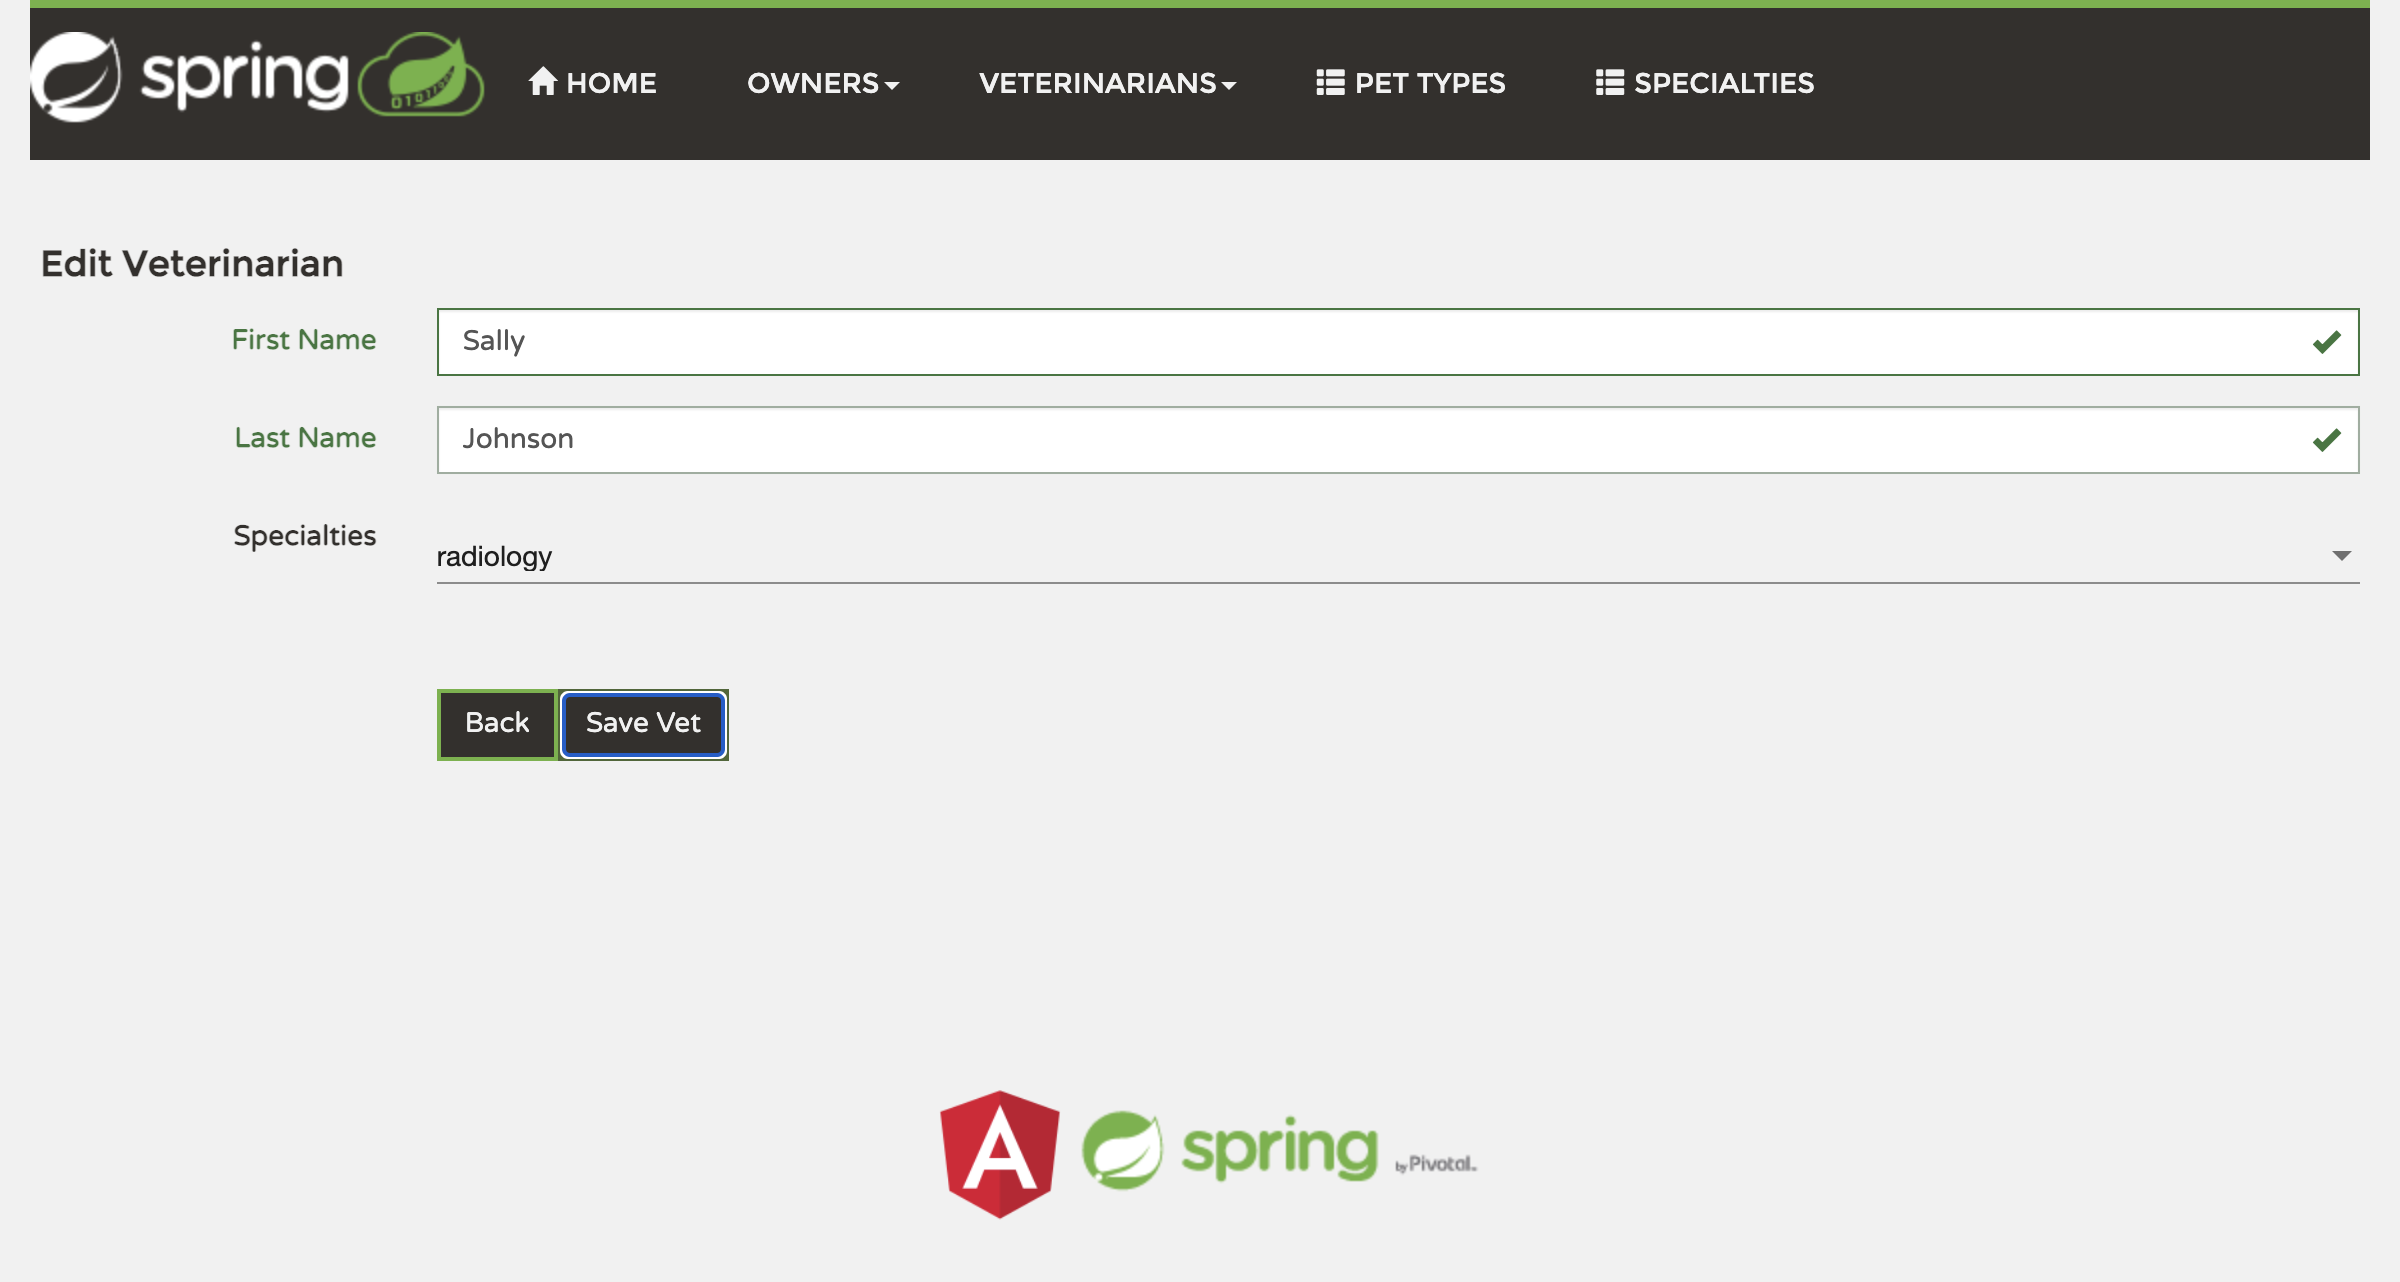 spring HOME OWNERS VETERINARIANS PET TYPES SPECIALTIES
Edit Veterinarian
First Name Sally
Last Name Johnson
Specialties radiology
Back Save Vet
spring by Pivotal